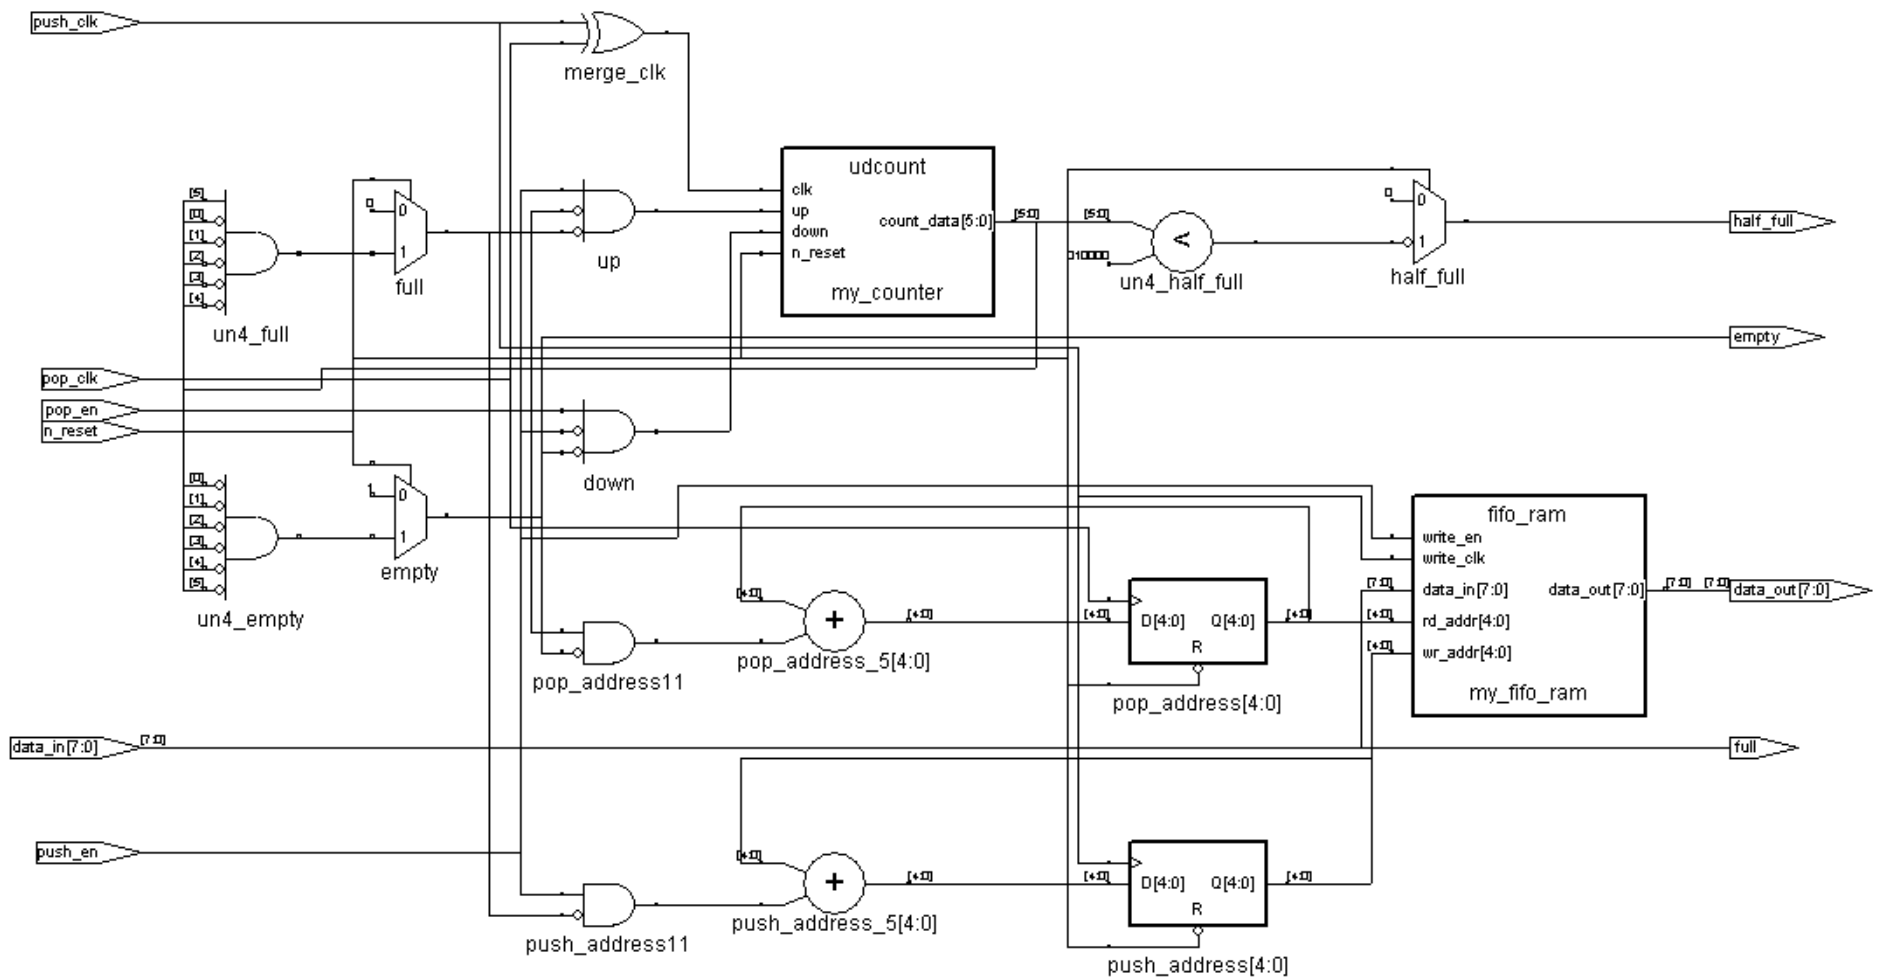 push_clk
merge_clk
udcount
clk
up
down
n_reset
count_data[5:0]
my_counter
[5:0]
[5:0]
<
un4_half_full
0
0
1
half_full
half_full
[5]
[0]
[1]
[2]
[3]
[4]
un4_full
0
0
1
full
up
empty
pop_clk
pop_en
n_reset
down
[0]
[1]
[2]
[3]
[4]
[5]
un4_empty
1
0
1
empty
fifo_ram
write_en
write_clk
data_in[7:0]
rd_addr[4:0]
wr_addr[4:0]
data_out[7:0]
my_fifo_ram
[7:0]
[4:0]
[4:0]
[7:0]
[7:0]
data_out[7:0]
pop_address11
[4:0]
+
pop_address_5[4:0]
[4:0]
[4:0]
D[4:0]
Q[4:0]
R
[4:0]
pop_address[4:0]
data_in[7:0]
[7:0]
full
push_en
push_address11
[4:0]
+
push_address_5[4:0]
[4:0]
[4:0]
D[4:0]
Q[4:0]
R
[4:0]
push_address[4:0]